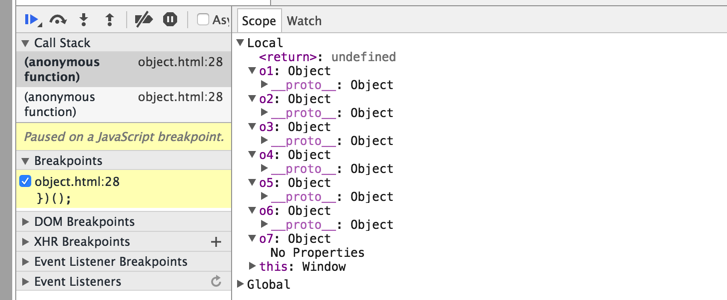 Asy
Call Stack
(anonymous function) object.html:28
(anonymous function) object.html:28
Paused on a JavaScript breakpoint.
Breakpoints
object.html:28
})();
DOM Breakpoints
XHR Breakpoints
Event Listener Breakpoints
Event Listeners
Scope Watch
Local
<return>: undefined
o1: Object
__proto__: Object
o2: Object
__proto__: Object
o3: Object
__proto__: Object
o4: Object
__proto__: Object
o5: Object
__proto__: Object
o6: Object
__proto__: Object
o7: Object
No Properties
this: Window
Global